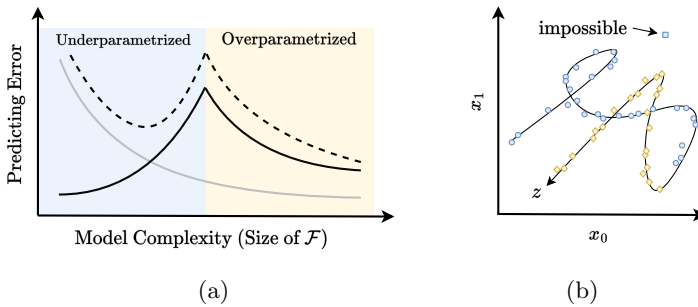 Underparametrized
Overparametrized
Predicting Error
Model Complexity (Size of ℱ)
(a)
impossible
x₁
z
x₀
(b)